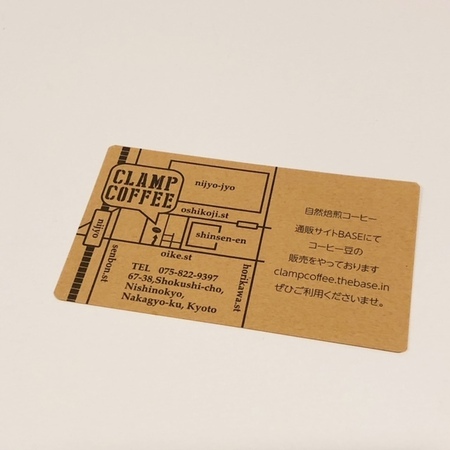 CLAMP
COFFEE
nijyo-jyo
oshikoji.st
shinsen-en
nijyo
oike.st
senbon.st
horikawa.st
TEL 075-822-9397
67-38,Shokushi-cho,
Nishinokyo,
Nakagyo-ku, Kyoto
自然焙煎コーヒー
通販サイトBASEにて
コーヒー豆の
販売をやっております
clampcoffee.thebase.in
ぜひご利用くださいませ。